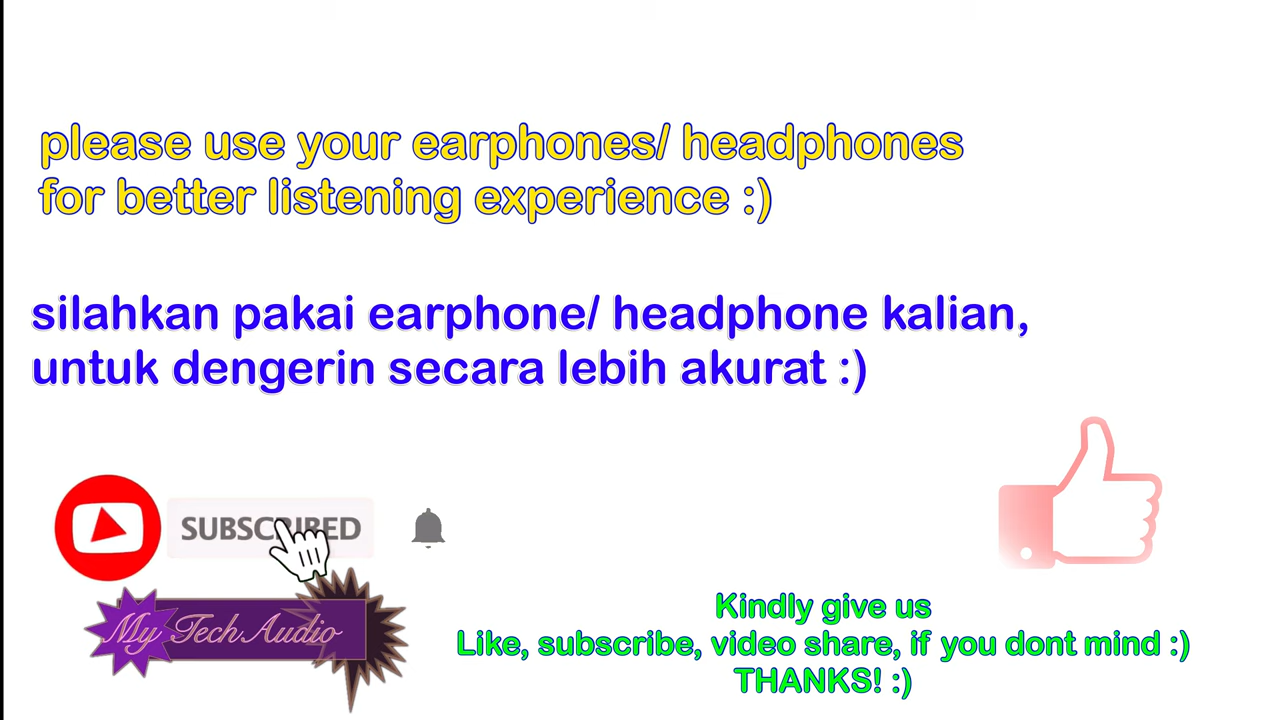 please use your earphones/ headphones
for better listening experience :)
silahkan pakai earphone/ headphone kalian,
untuk dengerin secara lebih akurat :)
SUBSCRIBED
My Tech Audio
Kindly give us
Like, subscribe, video share, if you dont mind :)
THANKS! :)